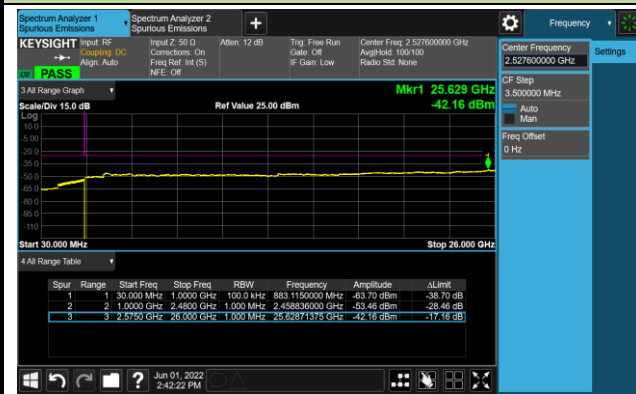 Spectrum Analyzer 1
Spurious Emissions
Spectrum Analyzer 2
Spurious Emissions
Frequency
KEYSIGHT
Input: RF
Coupling: DC
Align: Auto
Input Z: 50 Ω
Corrections: On
Freq Ref: Int (S)
NFE: Off
Atten: 12 dB
Trig: Free Run
Gate: Off
IF Gain: Low
Center Freq: 2.527600000 GHz
Avg|Hold: 100/100
Radio Std: None
PASS
Center Frequency
2.527600000 GHz
Settings
CF Step
3.500000 MHz
Auto
Man
Freq Offset
0 Hz
3 All Range Graph
Mkr1 25.629 GHz
Scale/Div 15.0 dB
Ref Value 25.00 dBm
-42.16 dBm
Log
10.0
-5.00
-20.0
-35.0
-50.0
-65.0
-80.0
-95.0
-110
Start 30.000 MHz
Stop 26.000 GHz
4 All Range Table
Spur Range Start Freq Stop Freq RBW Frequency Amplitude ΔLimit
1 1 30.000 MHz 1.0000 GHz 100.0 kHz 883.1150000 MHz -63.70 dBm -38.70 dB
2 2 1.0000 GHz 2.4800 GHz 1.000 MHz 2.458836000 GHz -53.46 dBm -28.46 dB
3 3 2.5750 GHz 26.000 GHz 1.000 MHz 25.62871375 GHz -42.16 dBm -17.16 dB
Jun 01, 2022
2:42:22 PM